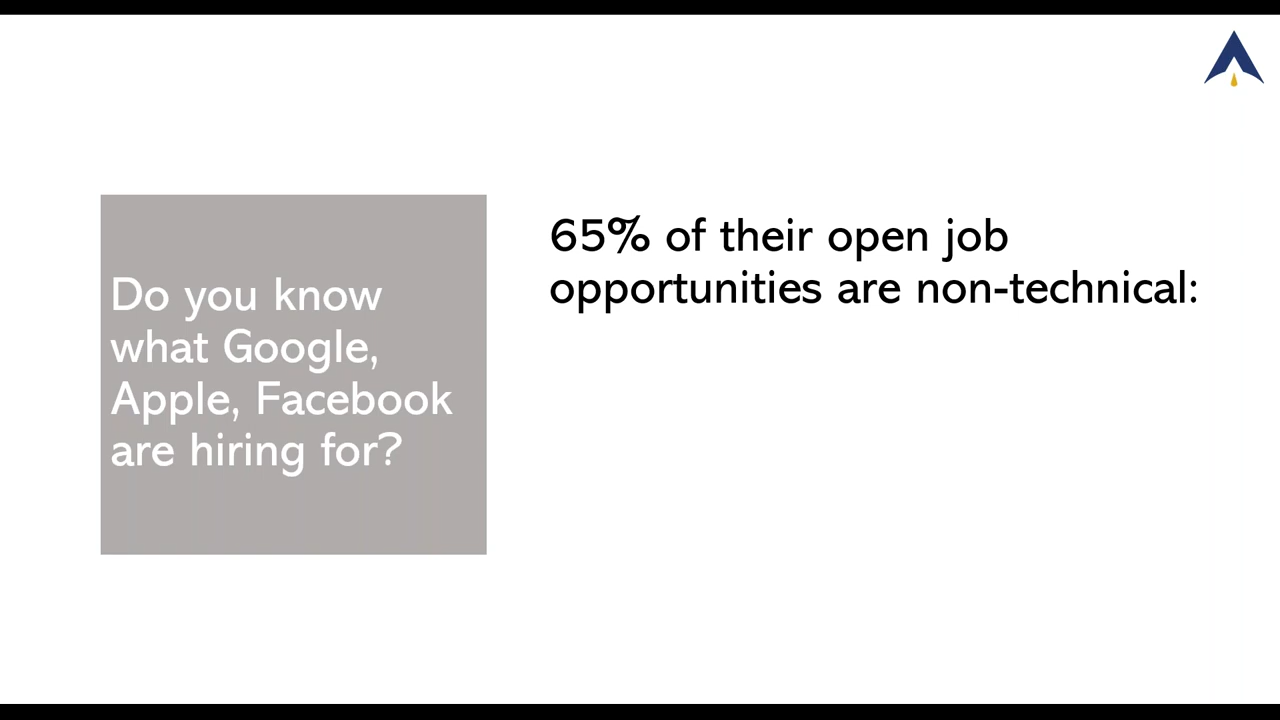 Do you know
what Google,
Apple, Facebook
are hiring for?
65% of their open job
opportunities are non-technical: